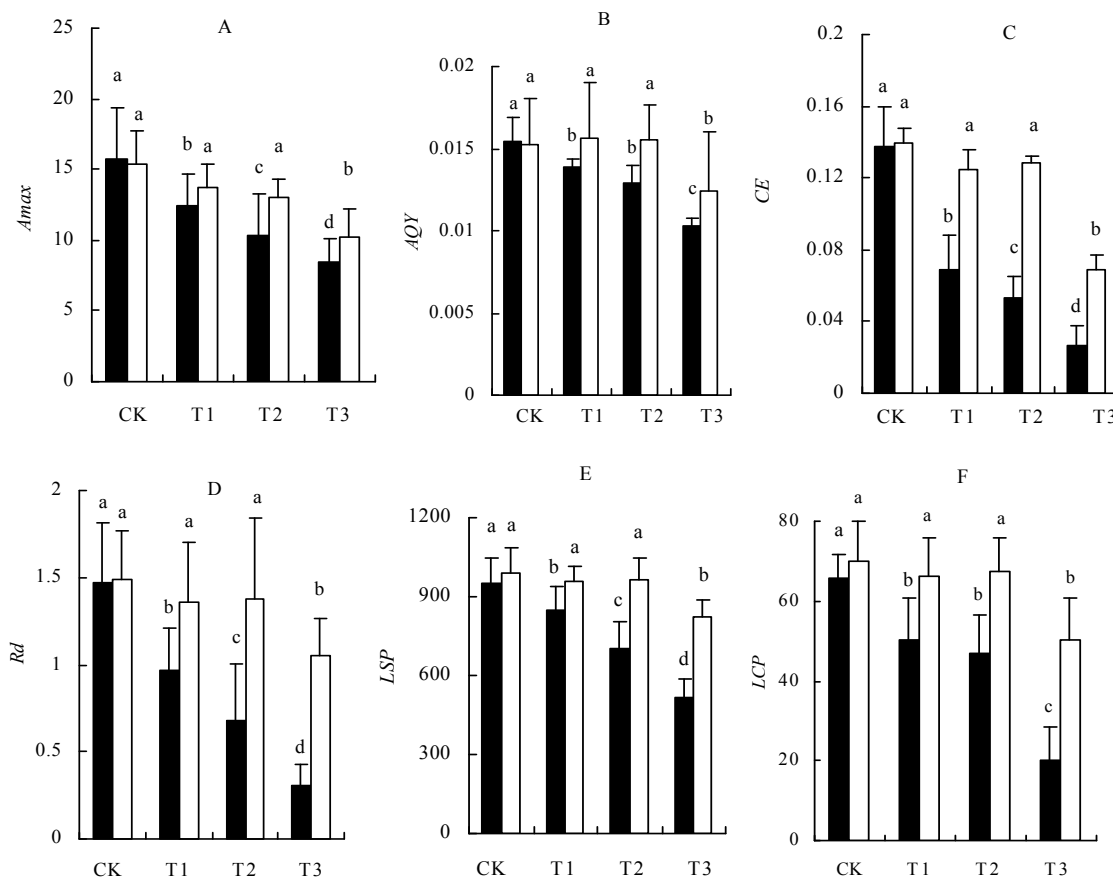 A
25
20
15
10
5
0
Amax
a a b a c a d b
CK T1 T2 T3
B
0.02
0.015
0.01
0.005
0
AQY
a a b a b a c b
CK T1 T2 T3
C
0.2
0.16
0.12
0.08
0.04
0
CE
a a b a c a d b
CK T1 T2 T3
D
2
1.5
1
0.5
0
Rd
a a b a c a d b
CK T1 T2 T3
E
1200
900
600
300
0
LSP
a a b a c a d b
CK T1 T2 T3
F
80
60
40
20
0
LCP
a a b a b a c b
CK T1 T2 T3